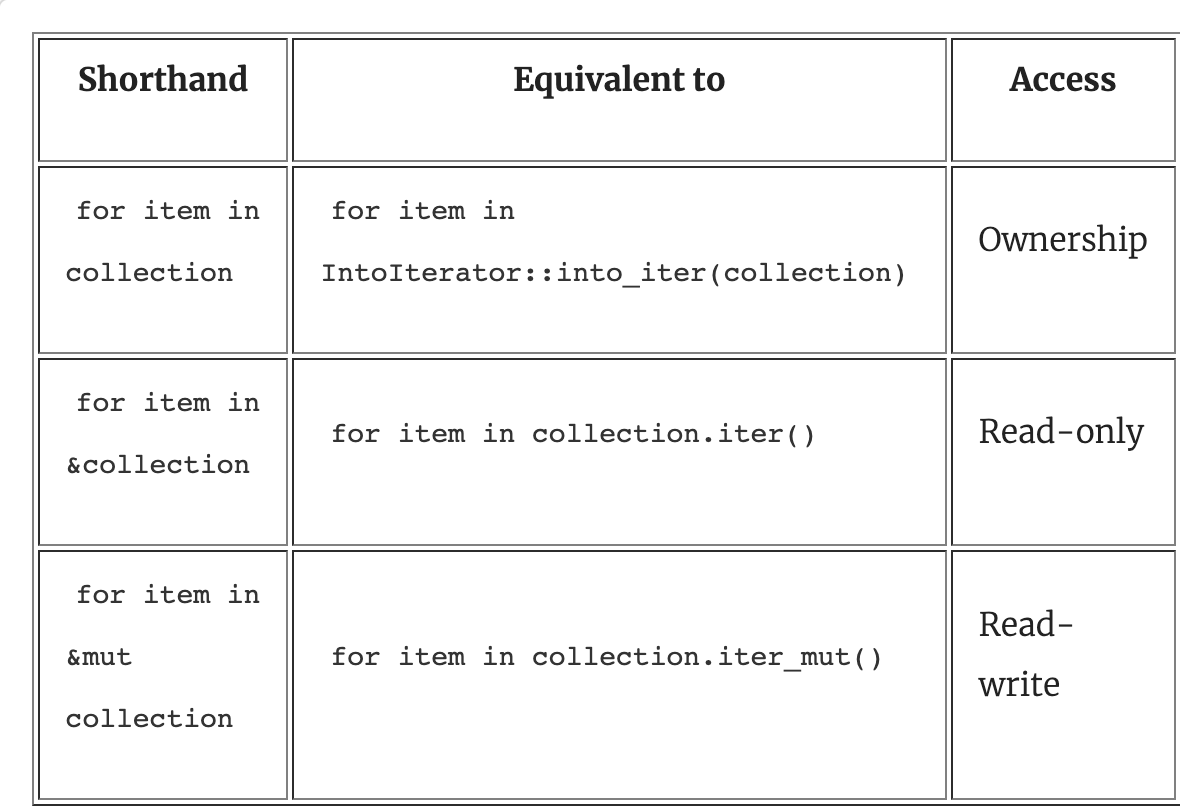 Shorthand
Equivalent to
Access
for item in
collection
for item in
IntoIterator::into_iter(collection)
Ownership
for item in
&collection
for item in collection.iter()
Read-only
for item in
&mut
collection
for item in collection.iter_mut()
Read-
write